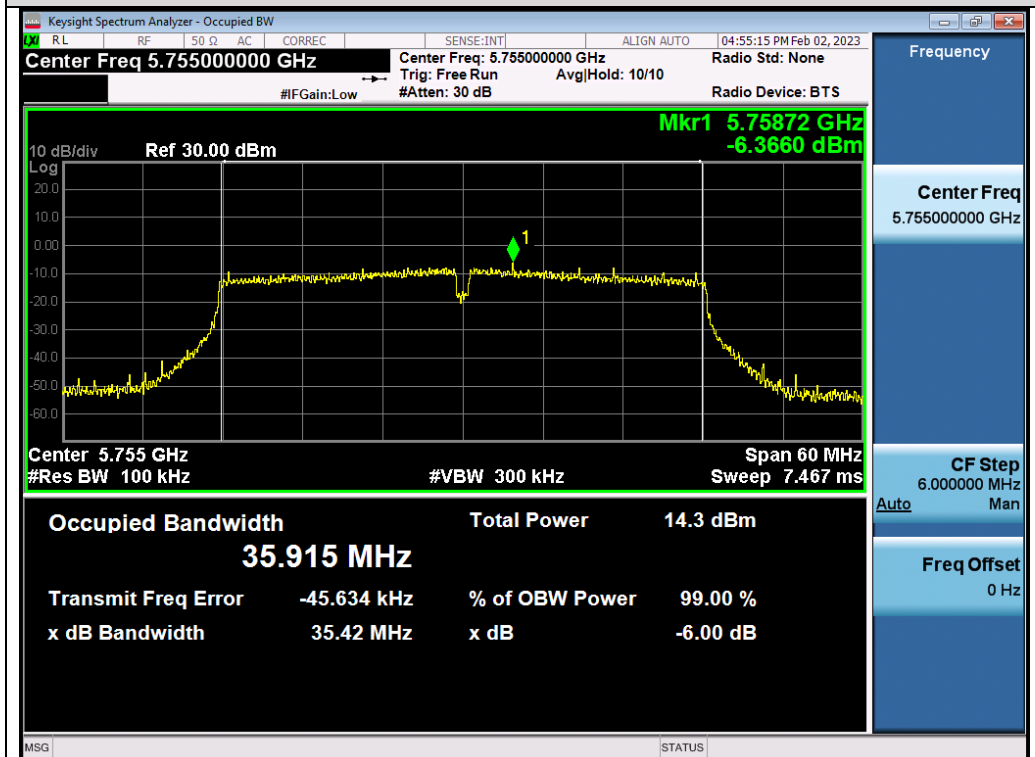 Keysight Spectrum Analyzer - Occupied BW
LXI RL RF 50 Ω AC CORREC SENSE:INT ALIGN AUTO 04:55:15 PM Feb 02, 2023
Center Freq 5.755000000 GHz
Center Freq: 5.755000000 GHz
Radio Std: None
Trig: Free Run Avg|Hold: 10/10
#IFGain:Low
#Atten: 30 dB
Radio Device: BTS
Frequency
Mkr1 5.75872 GHz
-6.3660 dBm
10 dB/div Ref 30.00 dBm
Log
20.0
10.0
0.00
-10.0
-20.0
-30.0
-40.0
-50.0
-60.0
1
Center 5.755 GHz Span 60 MHz
#Res BW 100 kHz #VBW 300 kHz Sweep 7.467 ms
Occupied Bandwidth Total Power 14.3 dBm
35.915 MHz
Transmit Freq Error -45.634 kHz % of OBW Power 99.00 %
x dB Bandwidth 35.42 MHz x dB -6.00 dB
Center Freq
5.755000000 GHz
CF Step
6.000000 MHz
Auto Man
Freq Offset
0 Hz
MSG STATUS